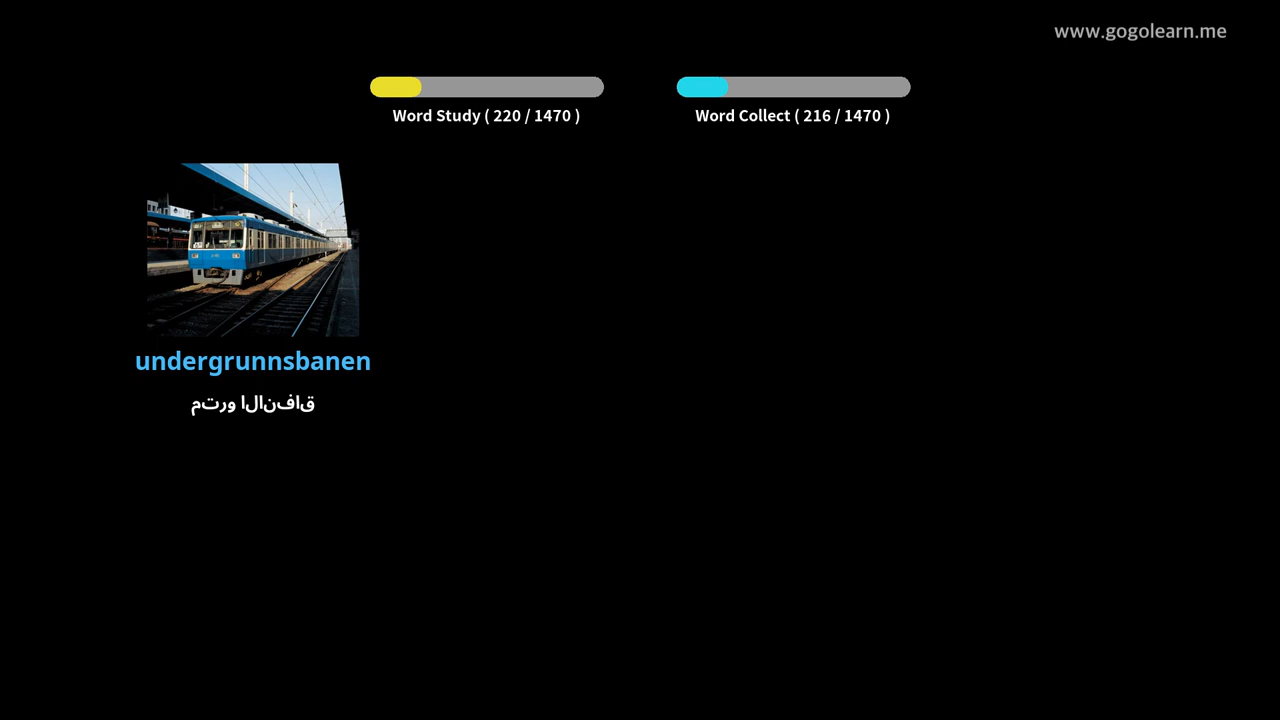 www.gogolearn.me
Word Study ( 220 / 1470 )
Word Collect ( 216 / 1470 )
undergrunnsbanen
مترو الانفاق